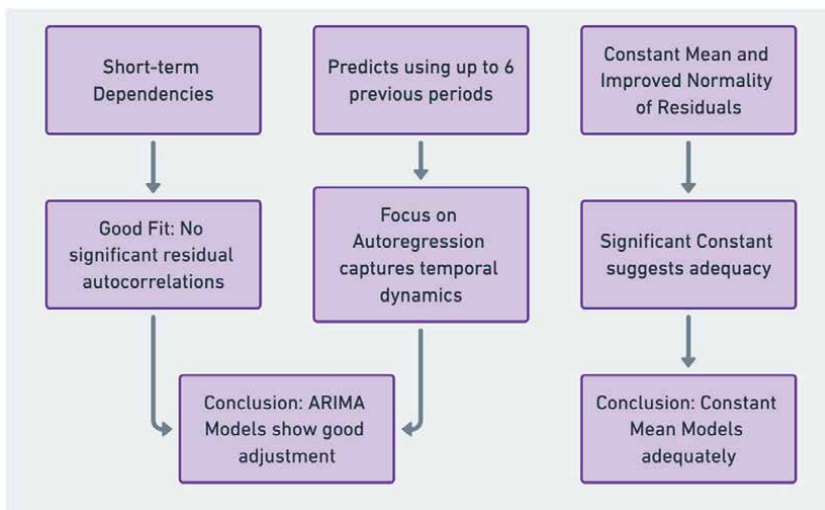 Short-term
Dependencies
Predicts using up to 6
previous periods
Constant Mean and
Improved Normality
of Residuals
Good Fit: No
significant residual
autocorrelations
Focus on
Autoregression
captures temporal
dynamics
Significant Constant
suggests adequacy
Conclusion: ARIMA
Models show good
adjustment
Conclusion: Constant
Mean Models
adequately